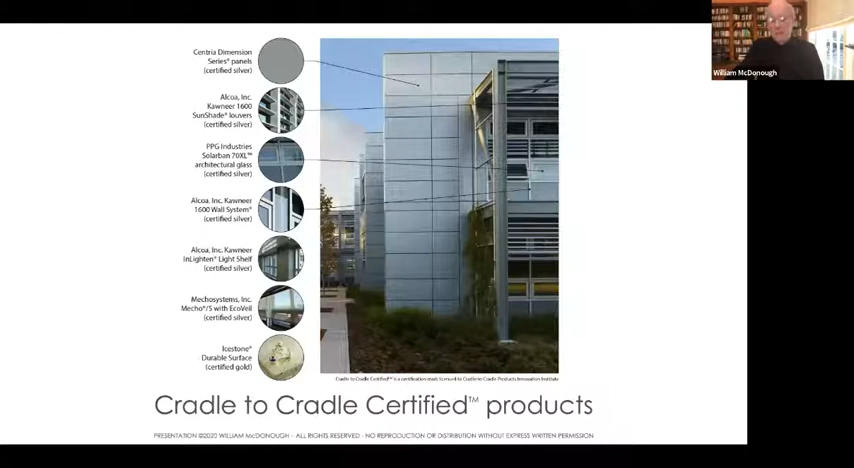 William McDonough
Centria Dimension
Series® panels
(certified silver)
Alcoa, Inc.
Kawneer 1600
SunShade® louvers
(certified silver)
PPG Industries
Solarban 70XL™
architectural glass
(certified silver)
Alcoa, Inc. Kawneer
1600 Wall System®
(certified silver)
Alcoa, Inc. Kawneer
InLighten® Light Shelf
(certified silver)
Mechosystems, Inc.
Mecho®/5 with EcoVeil
(certified silver)
Icestone®
Durable Surface
(certified gold)
Cradle to Cradle Certified™ is a certification mark licensed to Cradle to Cradle Products Innovation Institute
Cradle to Cradle Certified™ products
PRESENTATION ©2020 WILLIAM McDONOUGH - ALL RIGHTS RESERVED - NO REPRODUCTION OR DISTRIBUTION WITHOUT EXPRESS WRITTEN PERMISSION